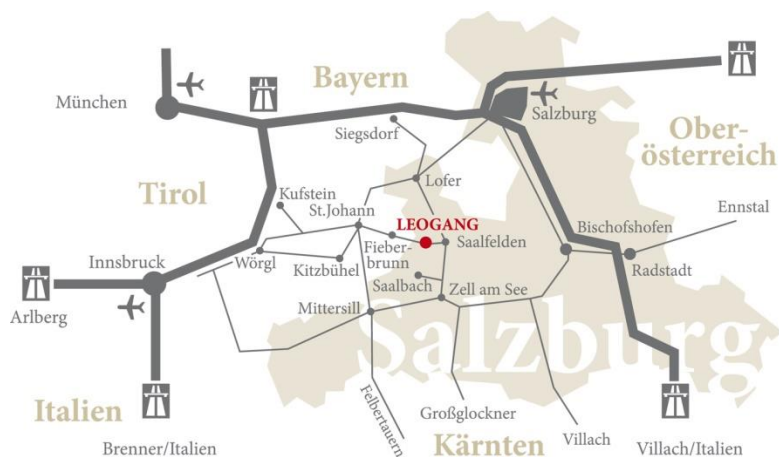 Bayern
München
Salzburg
Siegsdorf
Ober-
österreich
Lofer
Tirol
Kufstein
St.Johann
LEOGANG
Ennstal
Bischofshofen
Fieber-
brunn
Saalfelden
Wörgl
Kitzbühel
Radstadt
Innsbruck
Saalbach
Zell am See
Arlberg
Mittersill
Salzburg
Felbertauern
Italien
Großglockner
Kärnten
Villach
Brenner/Italien
Villach/Italien